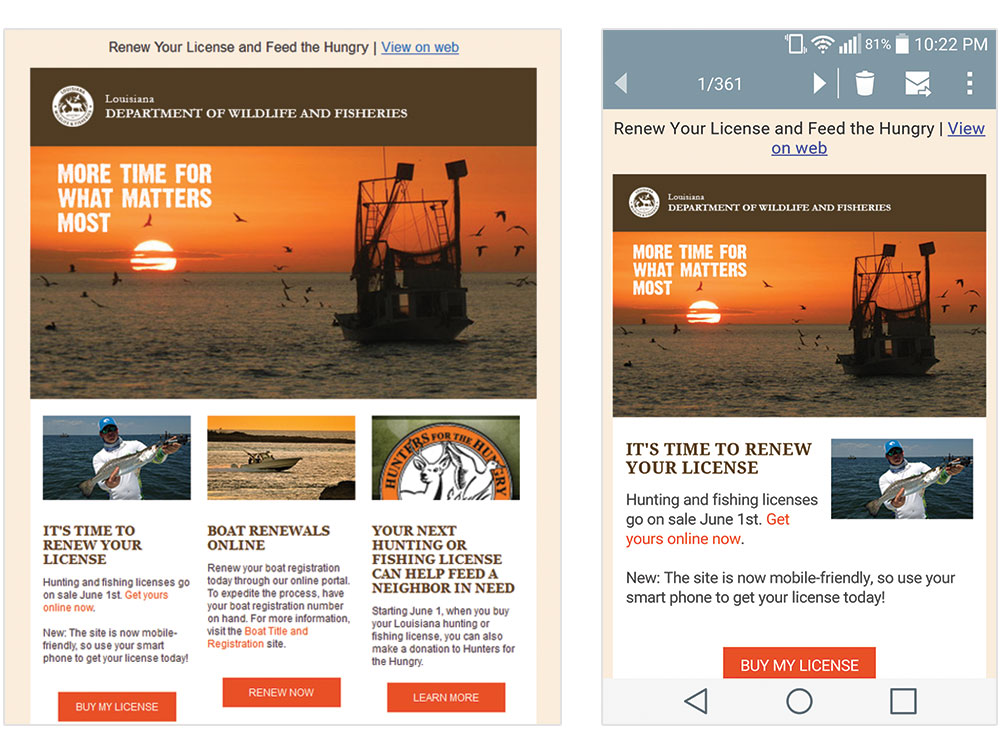 Renew Your License and Feed the Hungry | View on web
LOUISIANA
Louisiana
DEPARTMENT OF WILDLIFE AND FISHERIES
MORE TIME FOR
WHAT MATTERS
MOST
IT'S TIME TO
RENEW YOUR
LICENSE
Hunting and fishing licenses go
on sale June 1st. Get yours
online now.
New: The site is now mobile-
friendly, so use your smart
phone to get your license today!
BUY MY LICENSE
BOAT RENEWALS
ONLINE
Renew your boat registration
today through our online portal.
To expedite the process, have
your boat registration number
on hand. For more information,
visit the Boat Title and
Registration site.
RENEW NOW
HUNTERS FOR THE HUNGRY
YOUR NEXT
HUNTING OR
FISHING LICENSE
CAN HELP FEED A
NEIGHBOR IN NEED
Starting June 1, when you buy
your Louisiana hunting or
fishing license, you can also
make a donation to Hunters for
the Hungry.
LEARN MORE
81% 10:22 PM
1/361
Renew Your License and Feed the Hungry | View
on web
Louisiana
DEPARTMENT OF WILDLIFE AND FISHERIES
MORE TIME FOR
WHAT MATTERS
MOST
IT'S TIME TO RENEW
YOUR LICENSE
Hunting and fishing licenses
go on sale June 1st. Get
yours online now.
New: The site is now mobile-friendly, so use your
smart phone to get your license today!
BUY MY LICENSE